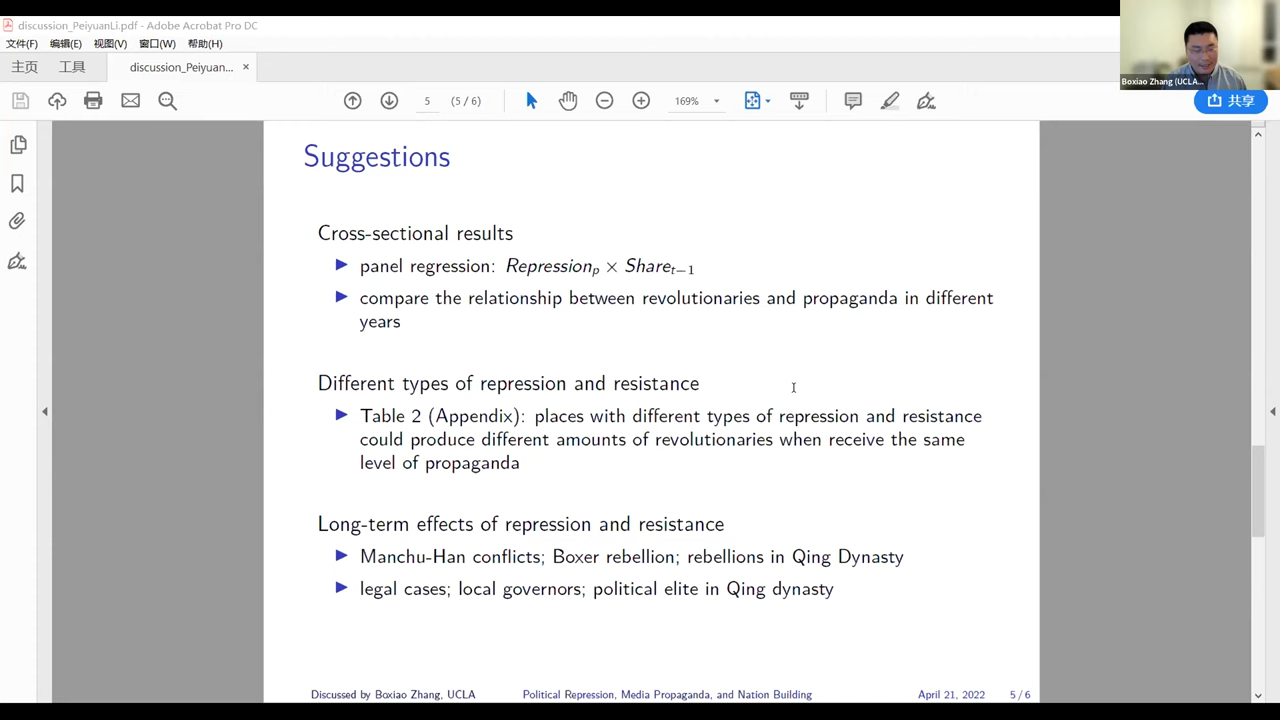 discussion_PeiyuanLi.pdf - Adobe Acrobat Pro DC
文件(F) 编辑(E) 视图(V) 窗口(W) 帮助(H)
主页 工具 discussion_Peiyuan... ×
5 (5 / 6) 169%
Boxiao Zhang (UCLA...
共享
Suggestions
Cross-sectional results
▶ panel regression: Repressionₚ × Shareₜ₋₁
▶ compare the relationship between revolutionaries and propaganda in different
years
Different types of repression and resistance
▶ Table 2 (Appendix): places with different types of repression and resistance
could produce different amounts of revolutionaries when receive the same
level of propaganda
Long-term effects of repression and resistance
▶ Manchu-Han conflicts; Boxer rebellion; rebellions in Qing Dynasty
▶ legal cases; local governors; political elite in Qing dynasty
Discussed by Boxiao Zhang, UCLA Political Repression, Media Propaganda, and Nation Building April 21, 2022 5 / 6